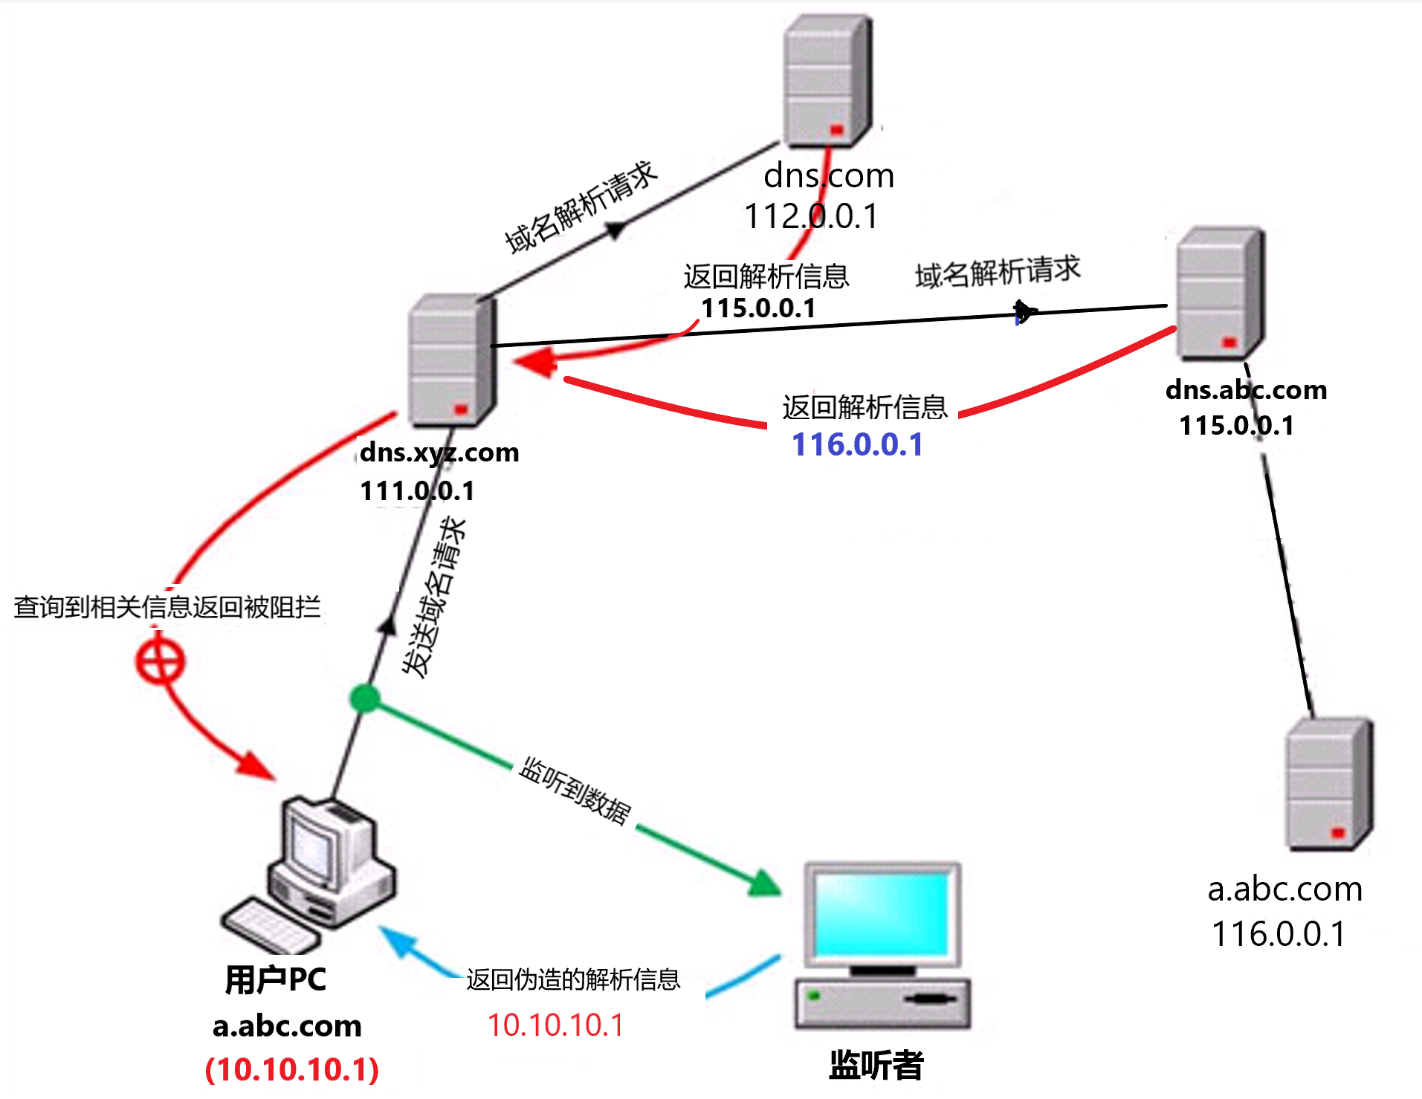 dns.com
112.0.0.1
域名解析请求
返回解析信息
115.0.0.1
域名解析请求
dns.abc.com
115.0.0.1
返回解析信息
116.0.0.1
dns.xyz.com
111.0.0.1
发送域名请求
查询到相关信息返回被阻拦
监听到数据
a.abc.com
116.0.0.1
用户PC
a.abc.com
(10.10.10.1)
返回伪造的解析信息
10.10.10.1
监听者